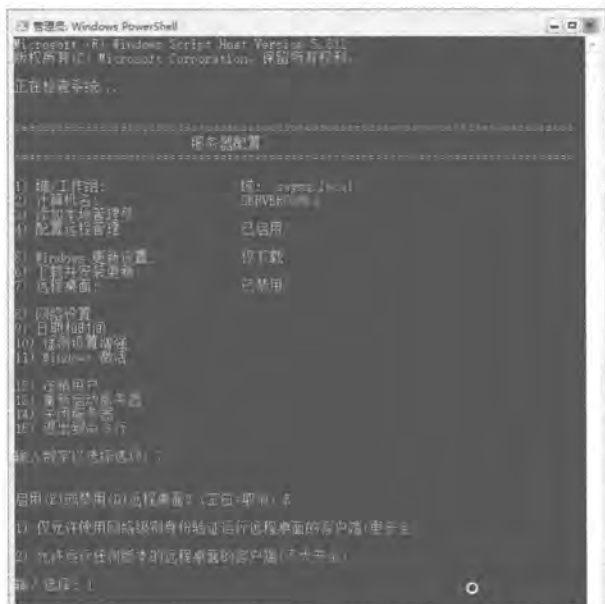 管理员: Windows PowerShell
Microsoft (R) Windows Script Host Version 5.812
版权所有(C) Microsoft Corporation。保留所有权利。
正在检查系统...
服务器配置
1) 域/工作组: 域:
2) 计算机名:
3) 添加本地管理员
4) 配置远程管理 已启用
5) Windows 更新设置:
6) 下载并安装更新
7) 远程桌面: 已禁用
8) 网络设置
9) 日期和时间
10)
11) Windows 激活
12) 注销用户
13) 重新启动服务器
14) 关闭服务器
15) 退出到命令行
输入数字以选择选项: 7
启用(E)或禁用(D)远程桌面? (空白=取消) E
1) 仅允许使用网络级别身份验证运行远程桌面的客户端(更安全)
2) 允许运行任何版本的远程桌面的客户端(不太安全)
输入选择: 1